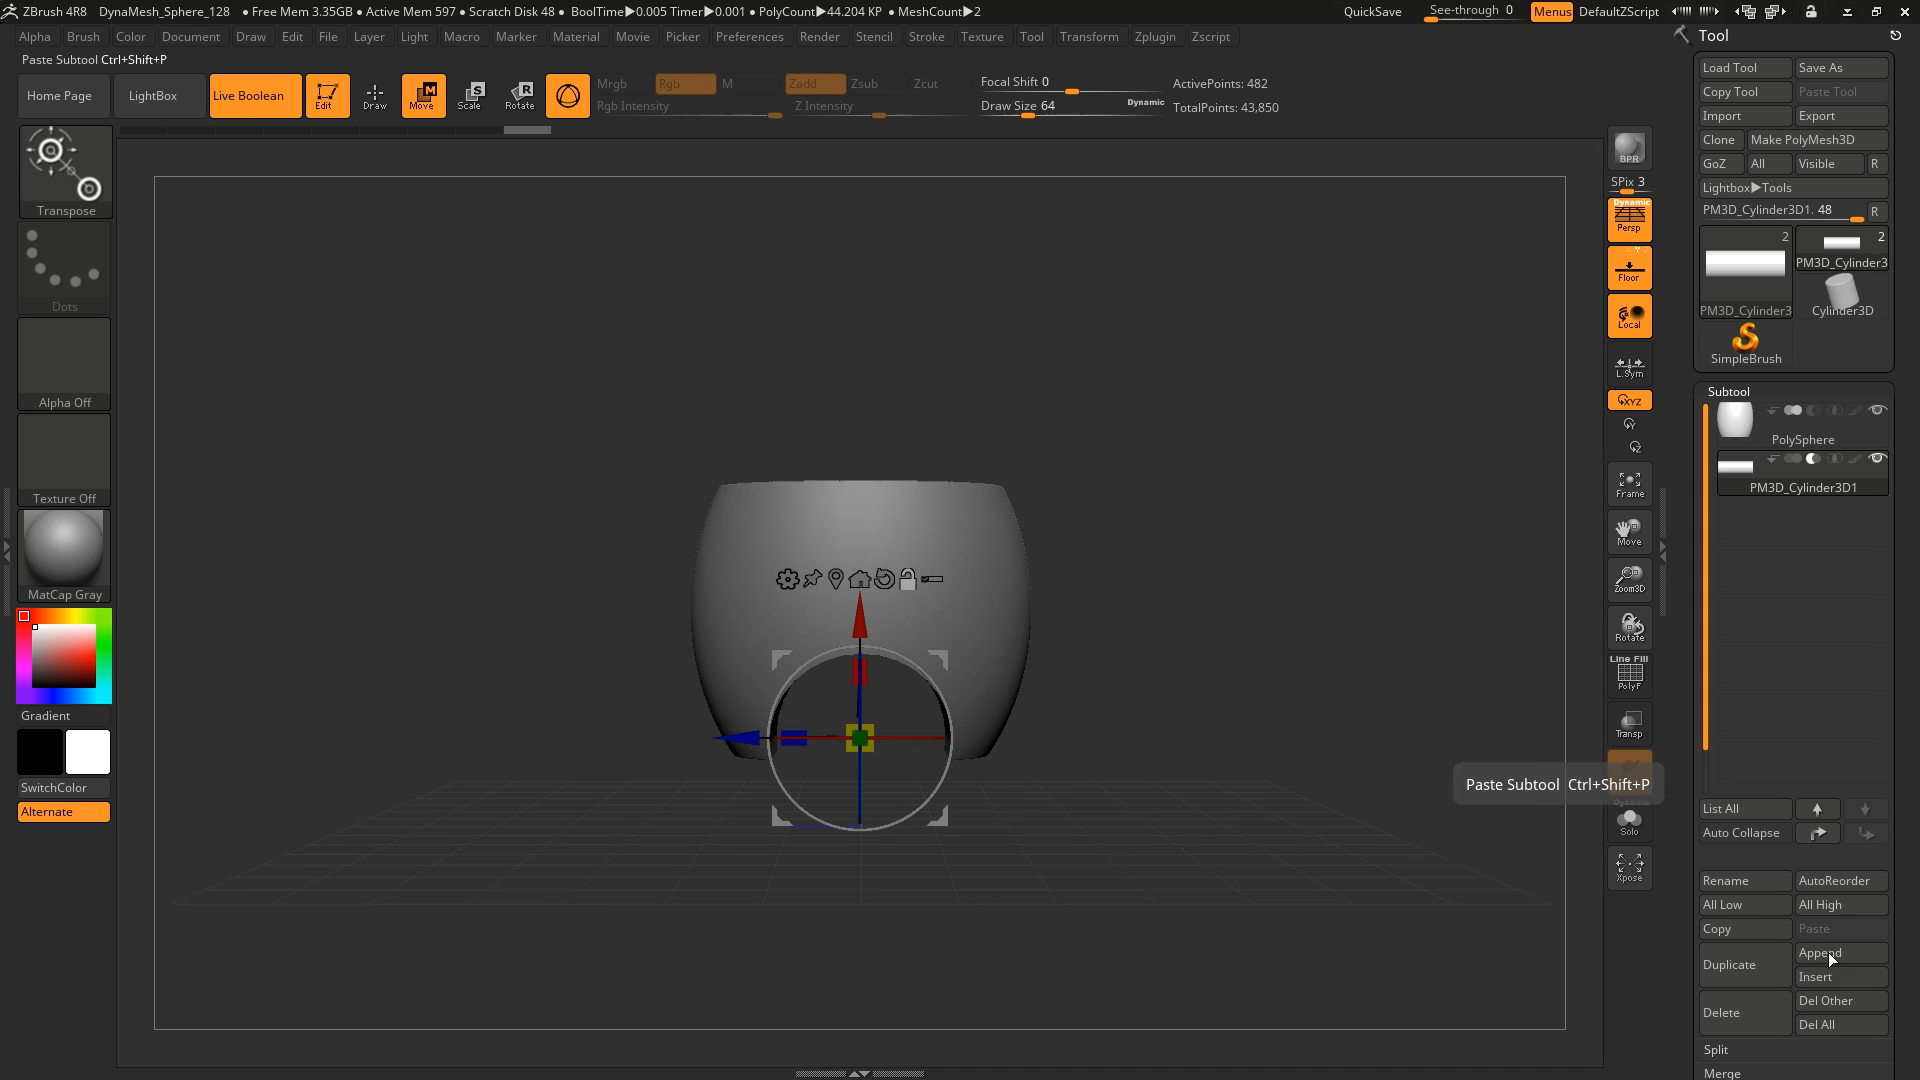 ZBrush 4R8 DynaMesh_Sphere_128 • Free Mem 3.35GB • Active Mem 597 • Scratch Disk 48 • BoolTime▶0.005 Timer▶0.001 • PolyCount▶44.204 KP • MeshCount▶2 QuickSave See-through 0 Menus DefaultZScript
Alpha Brush Color Document Draw Edit File Layer Light Macro Marker Material Movie Picker Preferences Render Stencil Stroke Texture Tool Transform Zplugin Zscript
Tool
Paste Subtool Ctrl+Shift+P
Home Page LightBox Live Boolean Edit Draw Move Scale Rotate
Mrgb Rgb M Zadd Zsub Zcut
Rgb Intensity Z Intensity
Focal Shift 0
Draw Size 64 Dynamic
ActivePoints: 482
TotalPoints: 43,850
Transpose
Dots
Alpha Off
Texture Off
MatCap Gray
Gradient
SwitchColor
Alternate
BPR
SPix 3
Dynamic
Persp
Floor
Local
L.Sym
XYZ
Y
Z
Frame
Move
Zoom3D
Rotate
Line Fill
PolyF
Transp
Paste Subtool Ctrl+Shift+P
Dynamic
Solo
Xpose
Load Tool Save As
Copy Tool Paste Tool
Import Export
Clone Make PolyMesh3D
GoZ All Visible R
Lightbox▶Tools
PM3D_Cylinder3D1. 48 R
2 2
PM3D_Cylinder3
PM3D_Cylinder3 Cylinder3D
SimpleBrush
Subtool
PolySphere
PM3D_Cylinder3D1
List All
Auto Collapse
Rename AutoReorder
All Low All High
Copy Paste
Duplicate Append
Insert
Delete Del Other
Del All
Split
Merge